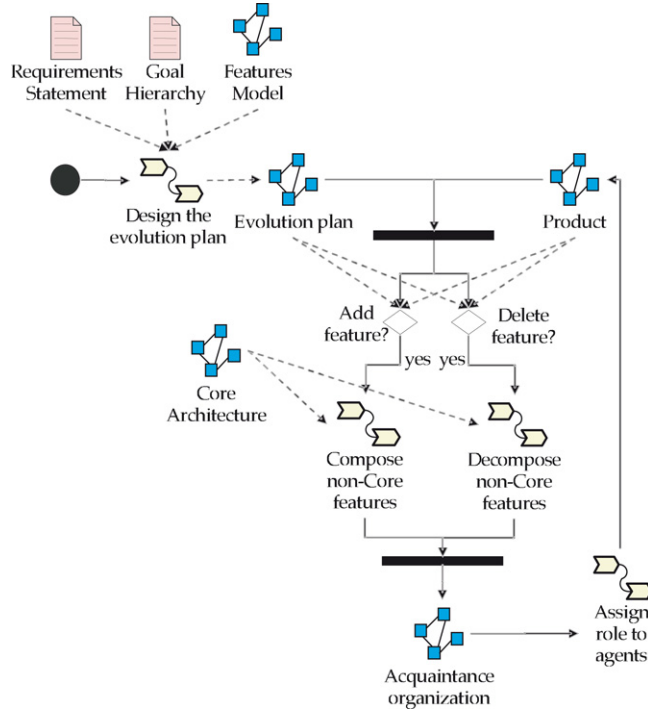 Requirements
Statement
Goal
Hierarchy
Features
Model
Design the
evolution plan
Evolution plan
Product
Add
feature?
Delete
feature?
yes
yes
Core
Architecture
Compose
non-Core
features
Decompose
non-Core
features
Assign
role to
agents
Acquaintance
organization